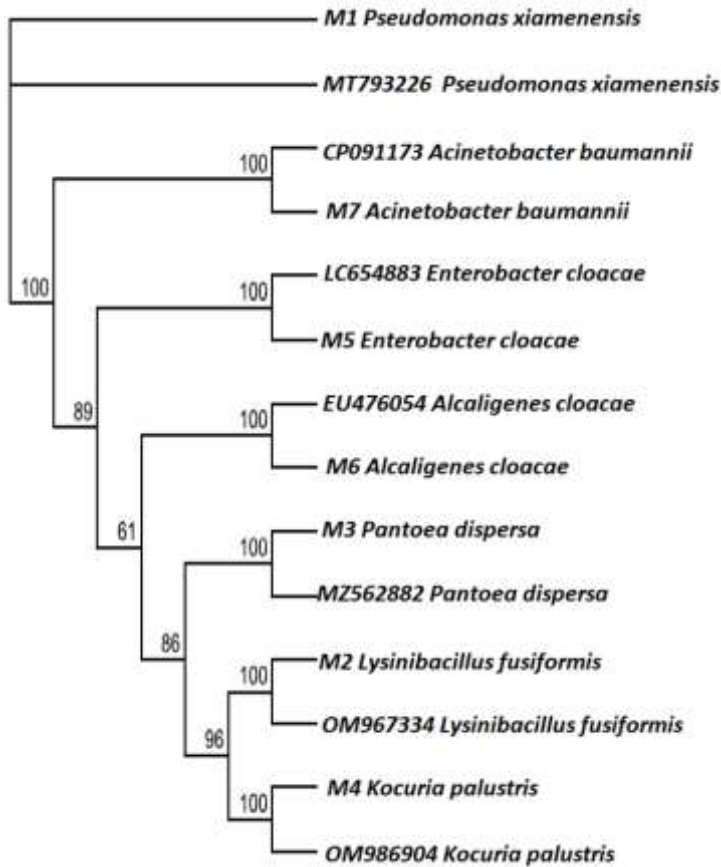 M1 Pseudomonas xiamenensis
MT793226 Pseudomonas xiamenensis
CP091173 Acinetobacter baumannii
100
M7 Acinetobacter baumannii
LC654883 Enterobacter cloacae
100
100
M5 Enterobacter cloacae
EU476054 Alcaligenes cloacae
89
100
M6 Alcaligenes cloacae
M3 Pantoea dispersa
61
100
MZ562882 Pantoea dispersa
86
M2 Lysinibacillus fusiformis
100
OM967334 Lysinibacillus fusiformis
96
M4 Kocuria palustris
100
OM986904 Kocuria palustris